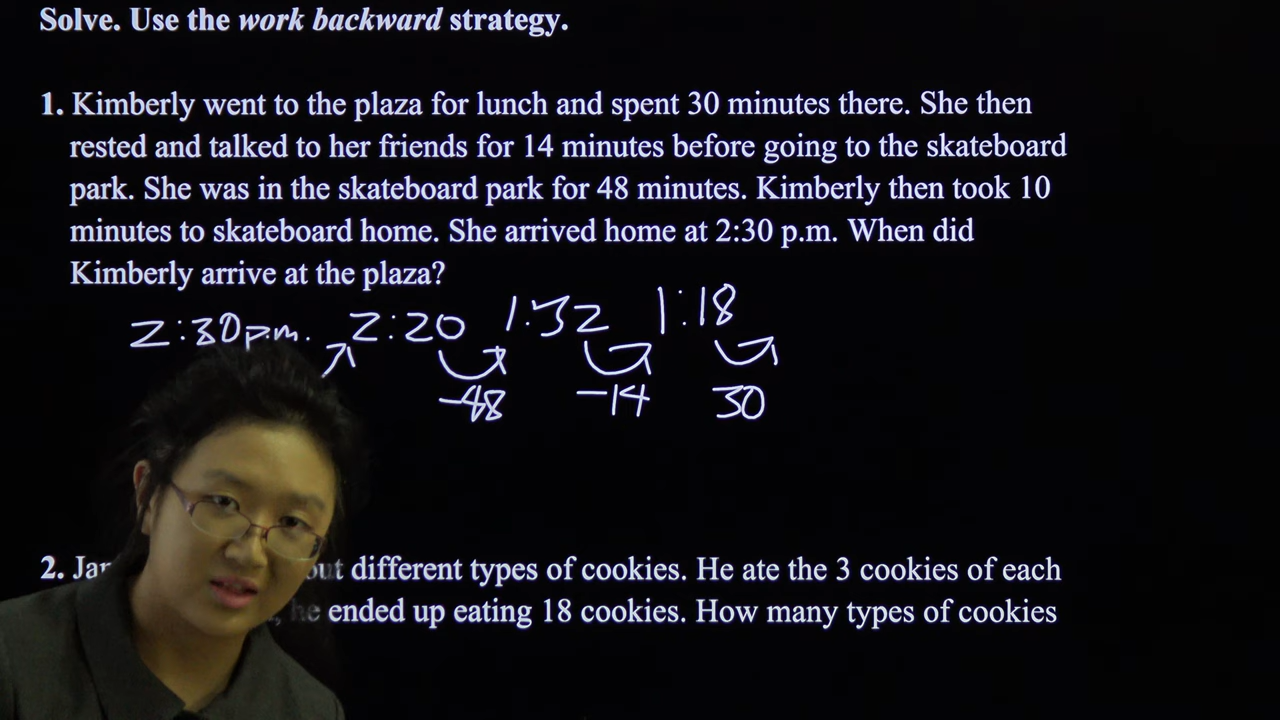 Solve. Use the work backward strategy.
1. Kimberly went to the plaza for lunch and spent 30 minutes there. She then
rested and talked to her friends for 14 minutes before going to the skateboard
park. She was in the skateboard park for 48 minutes. Kimberly then took 10
minutes to skateboard home. She arrived home at 2:30 p.m. When did
Kimberly arrive at the plaza?
2:30 p.m. 2:20 1:32 1:18
-48 -14 30
2. different types of cookies. He ate the 3 cookies of each
he ended up eating 18 cookies. How many types of cookies